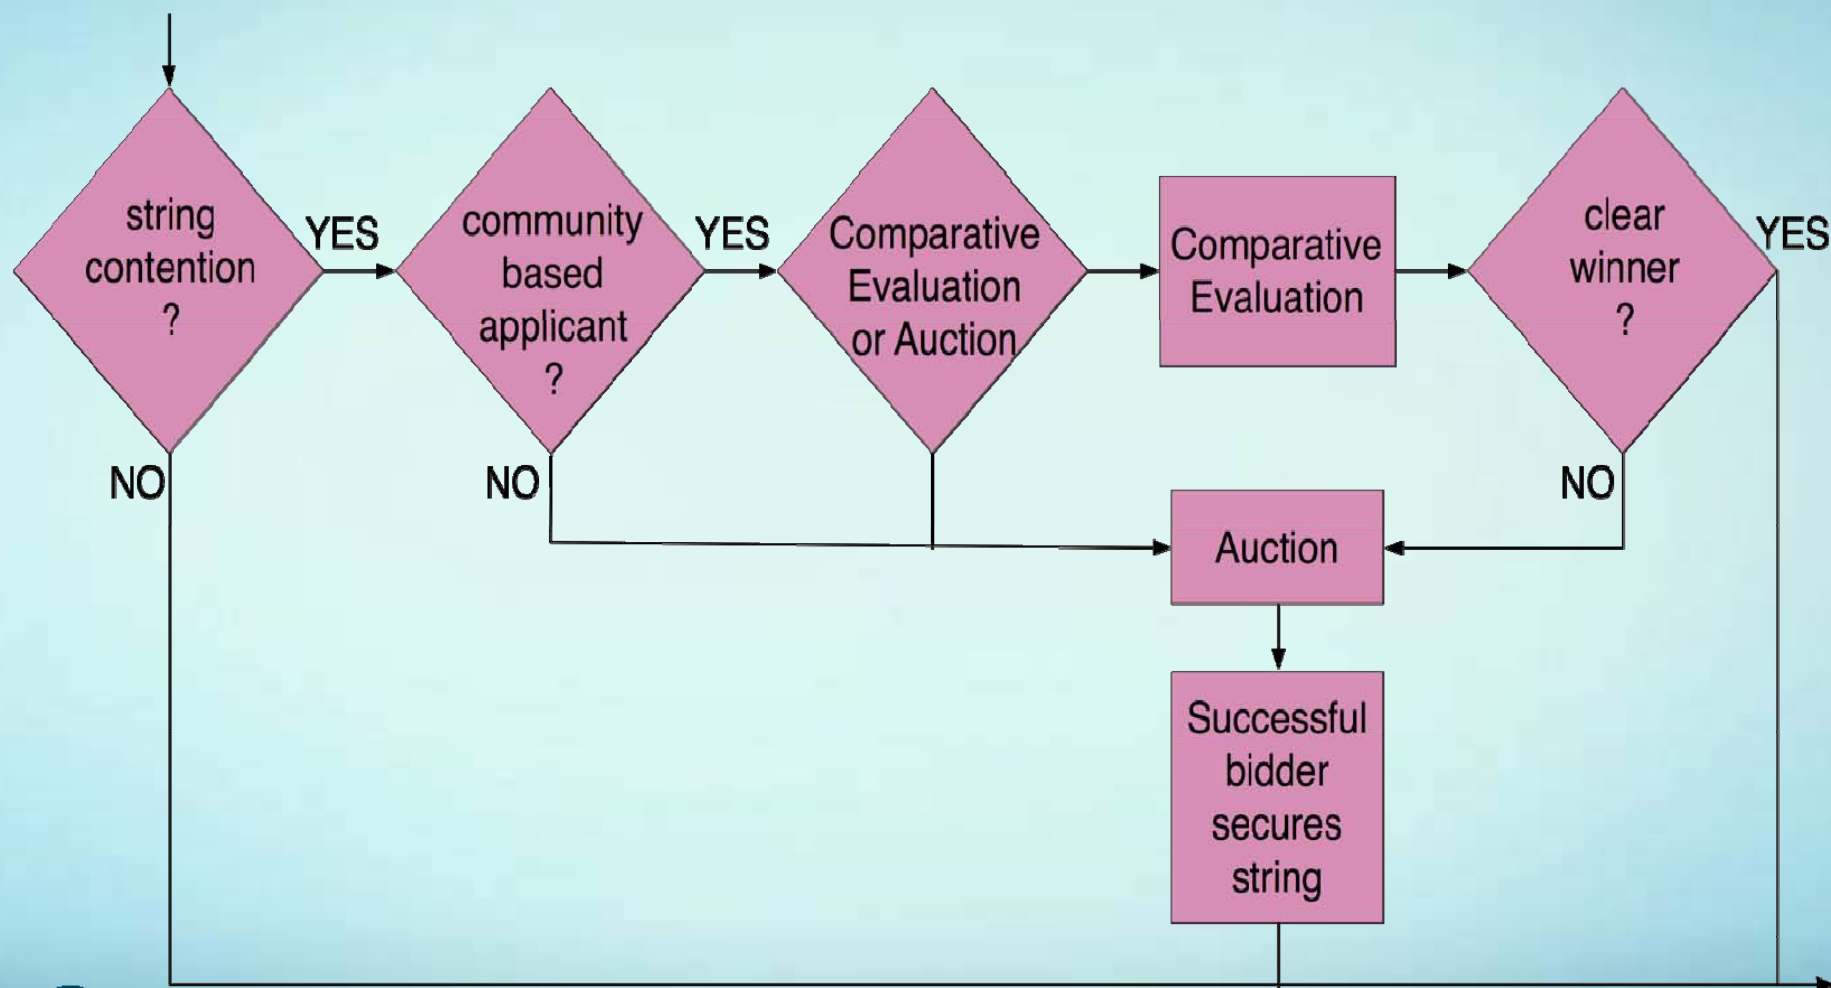 string
contention
?
YES
NO
community
based
applicant
?
YES
NO
Comparative
Evaluation
or Auction
Comparative
Evaluation
clear
winner
?
YES
NO
Auction
Successful
bidder
secures
string